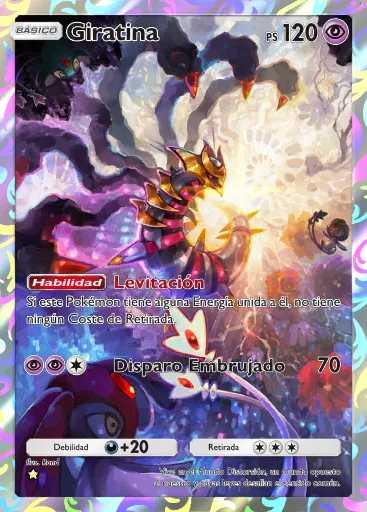 BÁSICO Giratina PS 120
Habilidad Levitación
Si este Pokémon tiene alguna Energía unida a él, no tiene
ningún Coste de Retirada.
Disparo Embrujado 70
Debilidad +20 Retirada
Ilus. Rond
Vive en el Mundo Distorsión, un mundo opuesto
al nuestro y cuyas leyes desafían el sentido común.